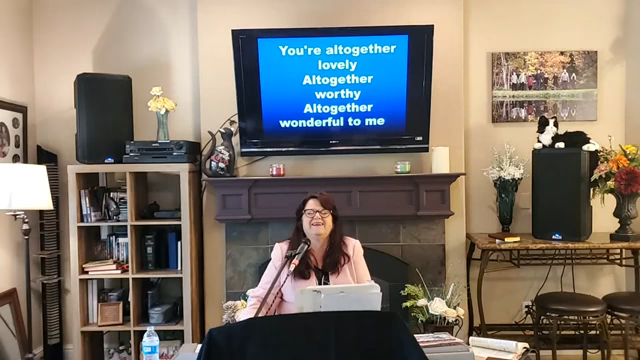 You're altogether
lovely
Altogether
worthy
Altogether
wonderful to me